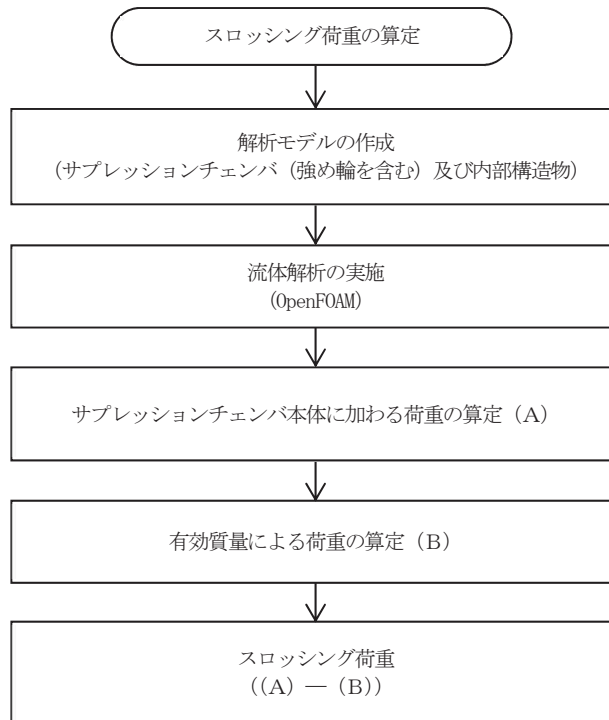 スロッシング荷重の算定
解析モデルの作成
(サプレッションチェンバ(強め輪を含む)及び内部構造物)
流体解析の実施
(OpenFOAM)
サプレッションチェンバ本体に加わる荷重の算定(A)
有効質量による荷重の算定(B)
スロッシング荷重
((A)―(B))